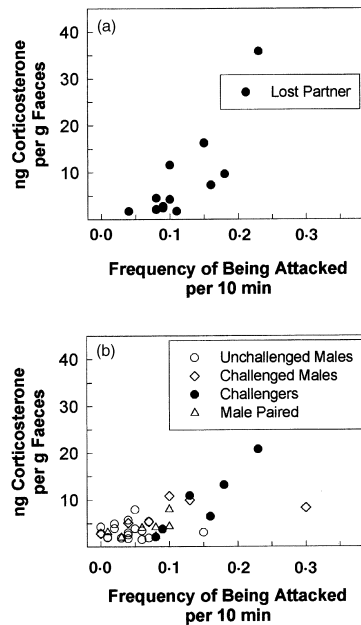 (a)
ng Corticosterone
per g Faeces
40
30
20
10
Lost Partner
0·0 0·1 0·2 0·3
Frequency of Being Attacked
per 10 min
(b)
ng Corticosterone
per g Faeces
40
30
20
10
Unchallenged Males
Challenged Males
Challengers
Male Paired
0·0 0·1 0·2 0·3
Frequency of Being Attacked
per 10 min